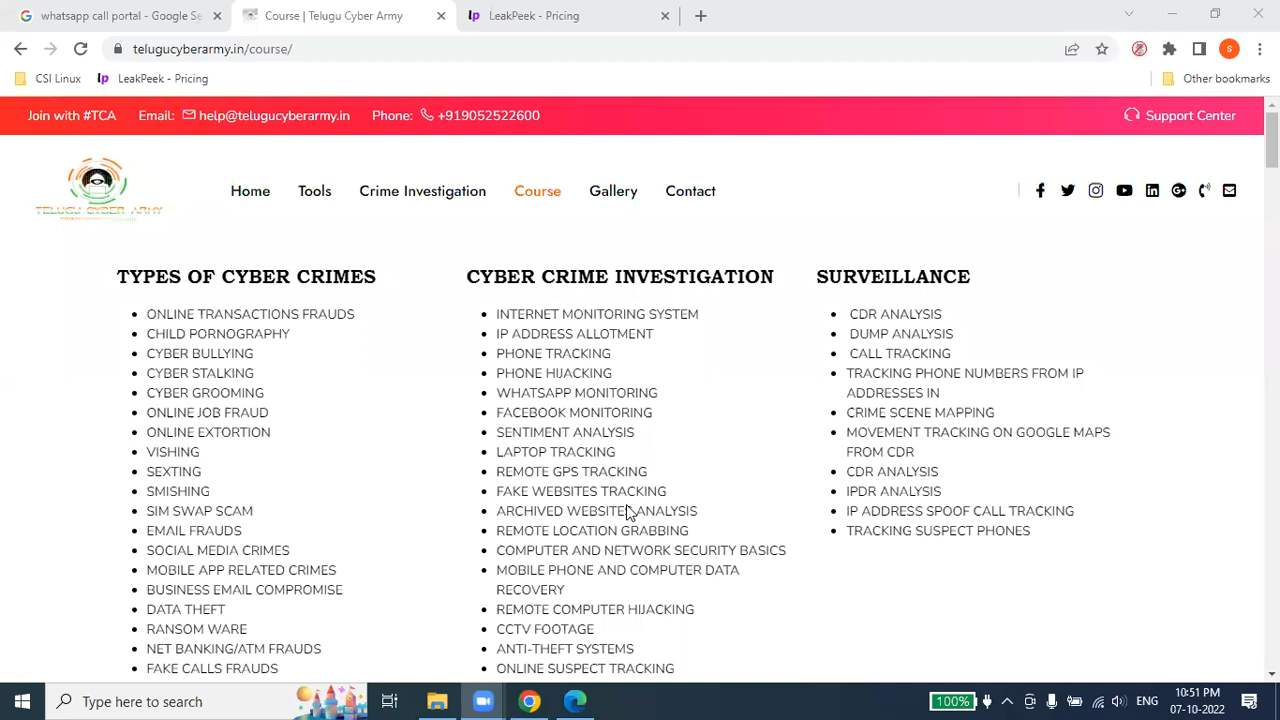 whatsapp call portal - Google Se
Course | Telugu Cyber Army
LeakPeek - Pricing
telugucyberarmy.in/course/
S
CSI Linux
LeakPeek - Pricing
Other bookmarks
Join with #TCA Email: help@telugucyberarmy.in Phone: +919052522600
Support Center
TELUGU CYBER ARMY
Home Tools Crime Investigation Course Gallery Contact
TYPES OF CYBER CRIMES
ONLINE TRANSACTIONS FRAUDS
CHILD PORNOGRAPHY
CYBER BULLYING
CYBER STALKING
CYBER GROOMING
ONLINE JOB FRAUD
ONLINE EXTORTION
VISHING
SEXTING
SMISHING
SIM SWAP SCAM
EMAIL FRAUDS
SOCIAL MEDIA CRIMES
MOBILE APP RELATED CRIMES
BUSINESS EMAIL COMPROMISE
DATA THEFT
RANSOM WARE
NET BANKING/ATM FRAUDS
FAKE CALLS FRAUDS
CYBER CRIME INVESTIGATION
INTERNET MONITORING SYSTEM
IP ADDRESS ALLOTMENT
PHONE TRACKING
PHONE HIJACKING
WHATSAPP MONITORING
FACEBOOK MONITORING
SENTIMENT ANALYSIS
LAPTOP TRACKING
REMOTE GPS TRACKING
FAKE WEBSITES TRACKING
ARCHIVED WEBSITES ANALYSIS
REMOTE LOCATION GRABBING
COMPUTER AND NETWORK SECURITY BASICS
MOBILE PHONE AND COMPUTER DATA
RECOVERY
REMOTE COMPUTER HIJACKING
CCTV FOOTAGE
ANTI-THEFT SYSTEMS
ONLINE SUSPECT TRACKING
SURVEILLANCE
CDR ANALYSIS
DUMP ANALYSIS
CALL TRACKING
TRACKING PHONE NUMBERS FROM IP
ADDRESSES IN
CRIME SCENE MAPPING
MOVEMENT TRACKING ON GOOGLE MAPS
FROM CDR
CDR ANALYSIS
IPDR ANALYSIS
IP ADDRESS SPOOF CALL TRACKING
TRACKING SUSPECT PHONES
Type here to search
100%
ENG
10:51 PM
07-10-2022